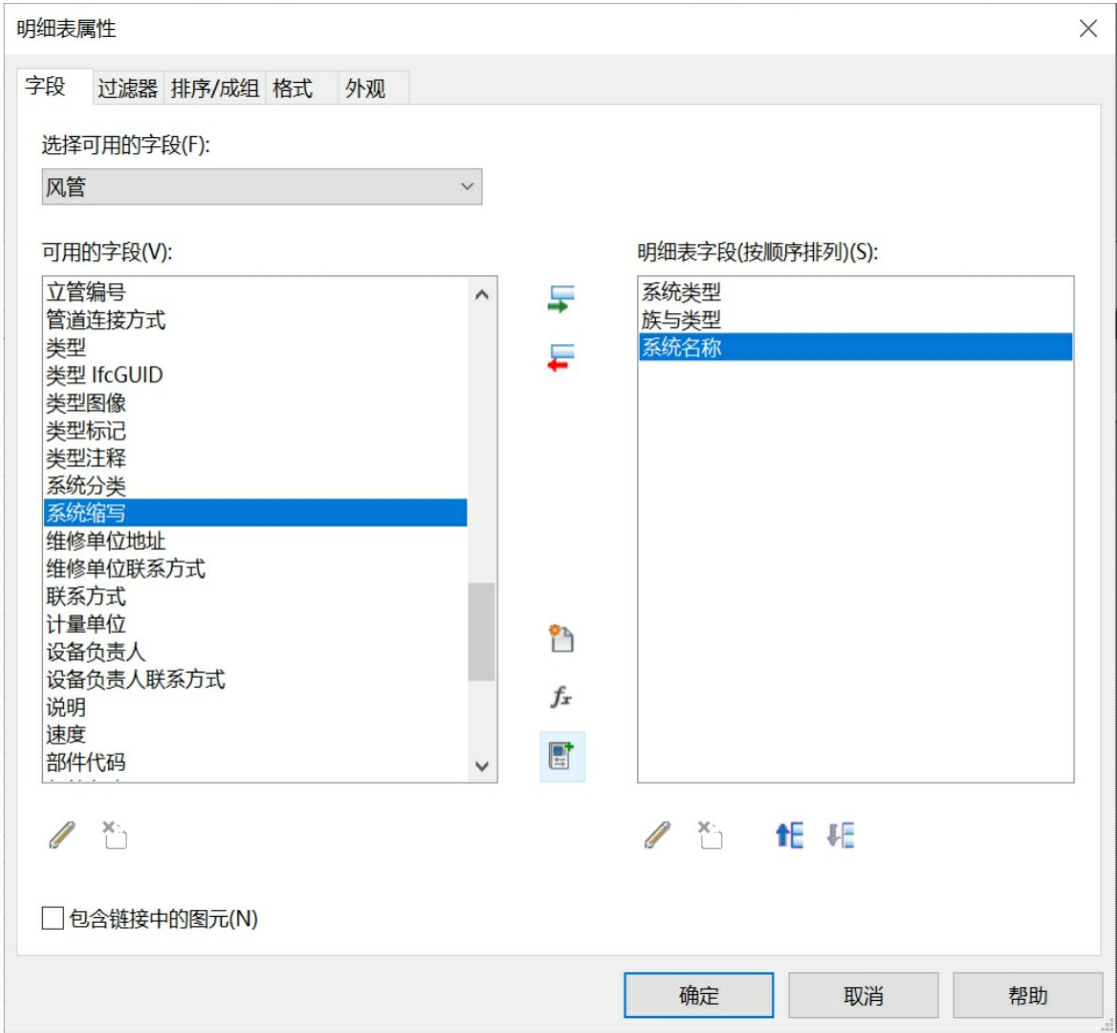 明细表属性
字段
过滤器
排序/成组
格式
外观
选择可用的字段(F):
风管
可用的字段(V):
立管编号
管道连接方式
类型
类型 IfcGUID
类型图像
类型标记
类型注释
系统分类
系统缩写
维修单位地址
维修单位联系方式
联系方式
计量单位
设备负责人
设备负责人联系方式
说明
速度
部件代码
fx
明细表字段(按顺序排列)(S):
系统类型
族与类型
系统名称
包含链接中的图元(N)
确定
取消
帮助